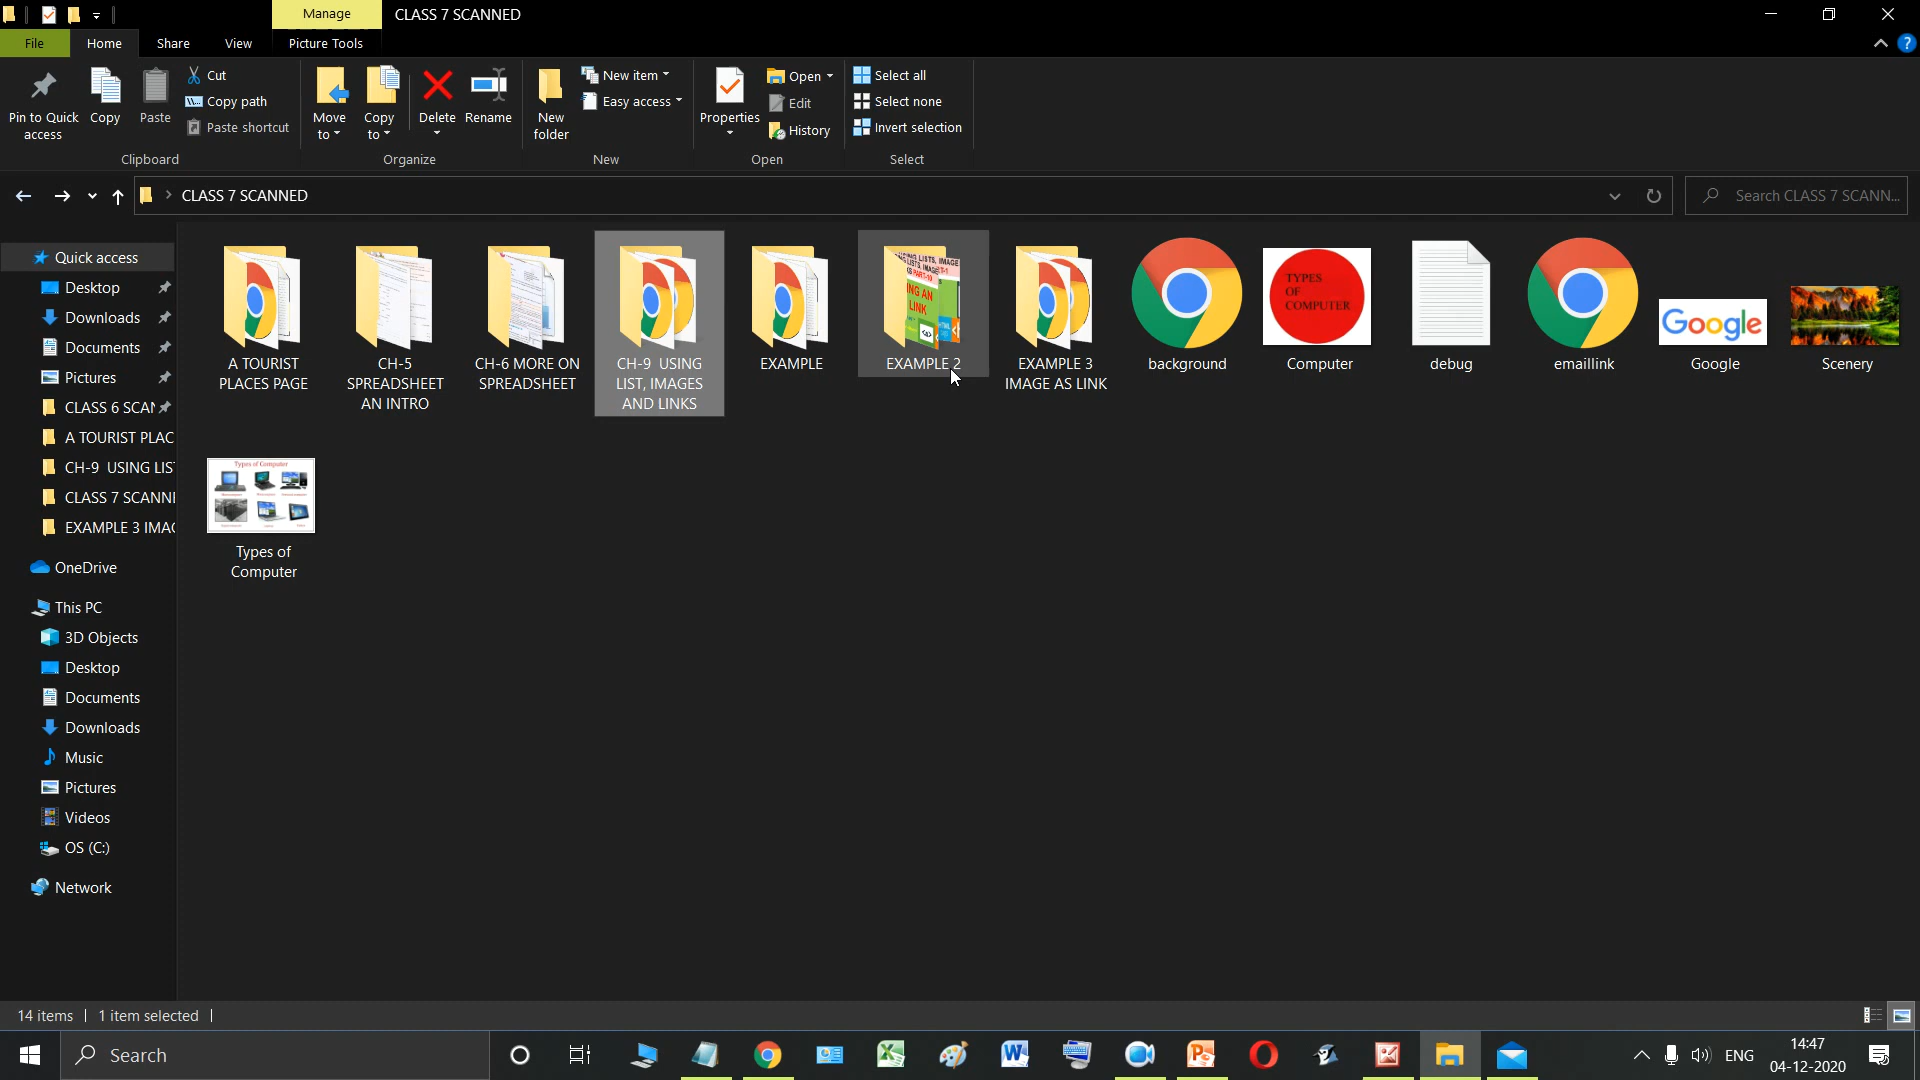 Manage
CLASS 7 SCANNED
File
Home
Share
View
Picture Tools
Pin to Quick
access
Copy
Paste
Cut
Copy path
Paste shortcut
Clipboard
Move
to
Copy
to
Delete
Rename
Organize
New
folder
New item
Easy access
New
Properties
Open
Edit
History
Open
Select all
Select none
Invert selection
Select
CLASS 7 SCANNED
Search CLASS 7 SCANN...
Quick access
Desktop
Downloads
Documents
Pictures
CLASS 6 SCAN
A TOURIST PLAC
CH-9 USING LIS
CLASS 7 SCANN
EXAMPLE 3 IMAG
OneDrive
This PC
3D Objects
Desktop
Documents
Downloads
Music
Pictures
Videos
OS (C:)
Network
A TOURIST
PLACES PAGE
CH-5
SPREADSHEET
AN INTRO
CH-6 MORE ON
SPREADSHEET
CH-9 USING
LIST, IMAGES
AND LINKS
EXAMPLE
EXAMPLE 2
EXAMPLE 3
IMAGE AS LINK
background
TYPES
OF
COMPUTER
Computer
debug
emaillink
Google
Google
Scenery
Types of Computer
Types of
Computer
14 items
1 item selected
Search
ENG
14:47
04-12-2020